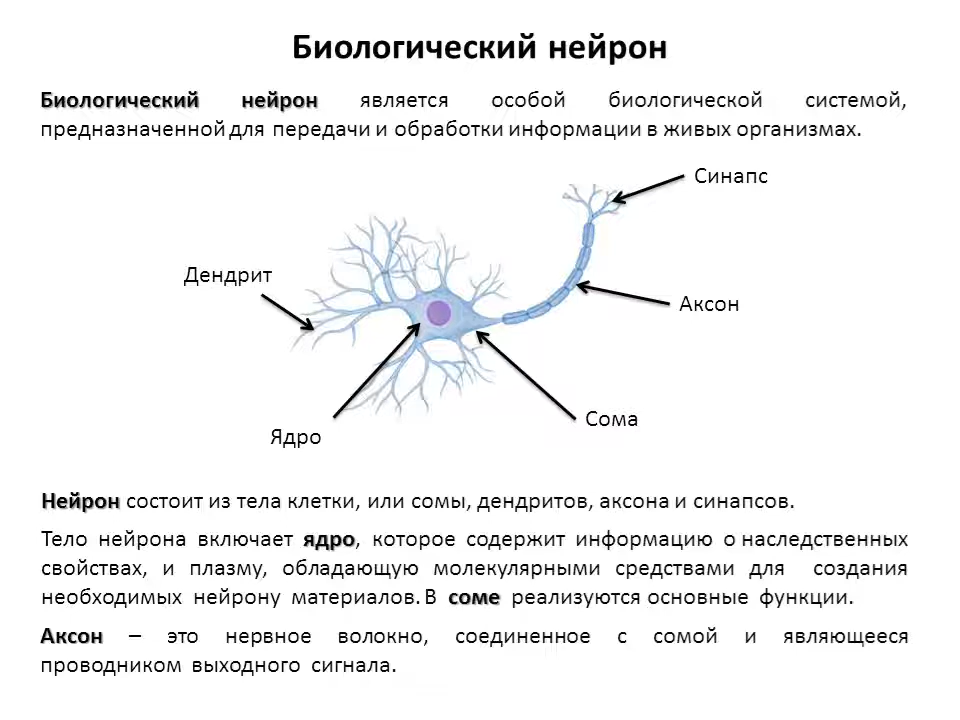 Биологический нейрон
Биологический нейрон является особой биологической системой,
предназначенной для передачи и обработки информации в живых организмах.
Синапс
Дендрит
Аксон
Сома
Ядро
Нейрон состоит из тела клетки, или сомы, дендритов, аксона и синапсов.
Тело нейрона включает ядро, которое содержит информацию о наследственных
свойствах, и плазму, обладающую молекулярными средствами для создания
необходимых нейрону материалов. В соме реализуются основные функции.
Аксон – это нервное волокно, соединенное с сомой и являющееся
проводником выходного сигнала.